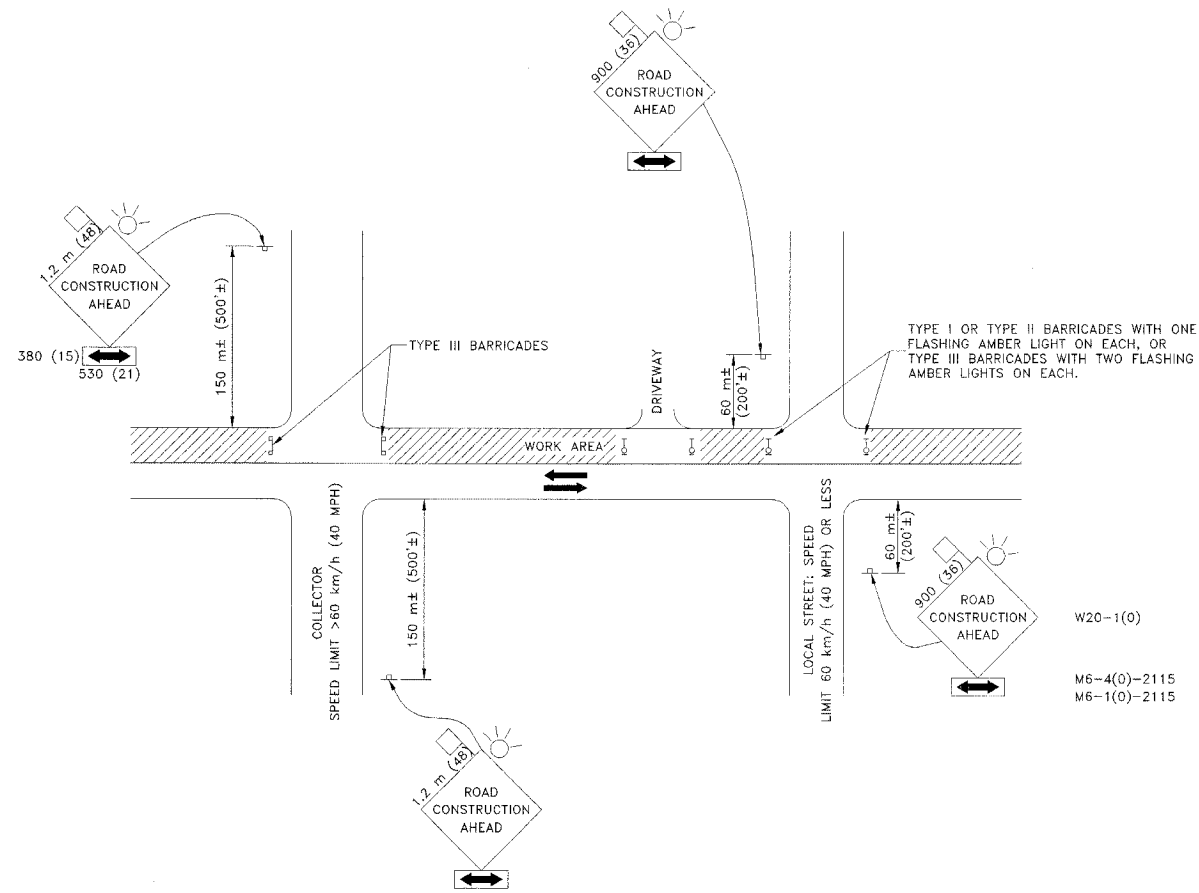 900 (36)
ROAD
CONSTRUCTION
AHEAD
1.2 m (48)
ROAD
CONSTRUCTION
AHEAD
380 (15)
530 (21)
150 m± (500'±)
TYPE III BARRICADES
DRIVEWAY
60 m±
(200'±)
TYPE I OR TYPE II BARRICADES WITH ONE
FLASHING AMBER LIGHT ON EACH, OR
TYPE III BARRICADES WITH TWO FLASHING
AMBER LIGHTS ON EACH.
WORK AREA
COLLECTOR
SPEED LIMIT >60 km/h (40 MPH)
150 m± (500'±)
LOCAL STREET: SPEED
LIMIT 60 km/h (40 MPH) OR LESS
60 m±
(200'±)
900 (36)
ROAD
CONSTRUCTION
AHEAD
W20-1(0)
M6-4(0)-2115
M6-1(0)-2115
1.2 m (48)
ROAD
CONSTRUCTION
AHEAD